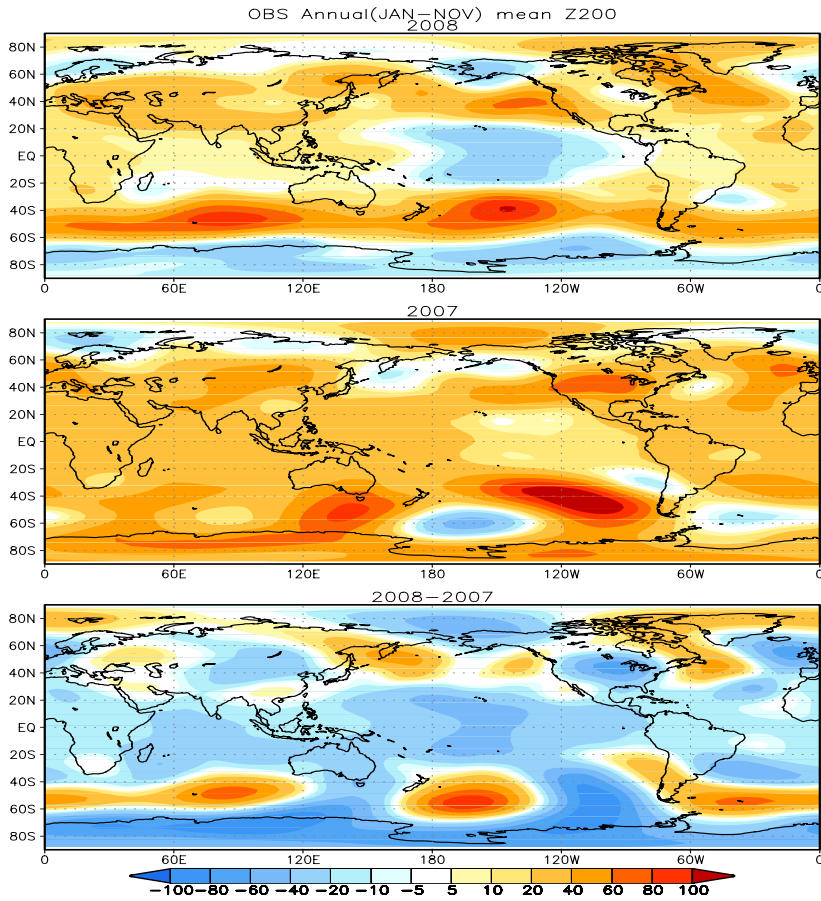 OBS Annual(JAN-NOV) mean Z200
2008
80N
60N
40N
20N
EQ
20S
40S
60S
80S
0 60E 120E 180 120W 60W 0
2007
80N
60N
40N
20N
EQ
20S
40S
60S
80S
0 60E 120E 180 120W 60W 0
2008-2007
80N
60N
40N
20N
EQ
20S
40S
60S
80S
0 60E 120E 180 120W 60W 0
-100 -80 -60 -40 -20 -10 -5 5 10 20 40 60 80 100